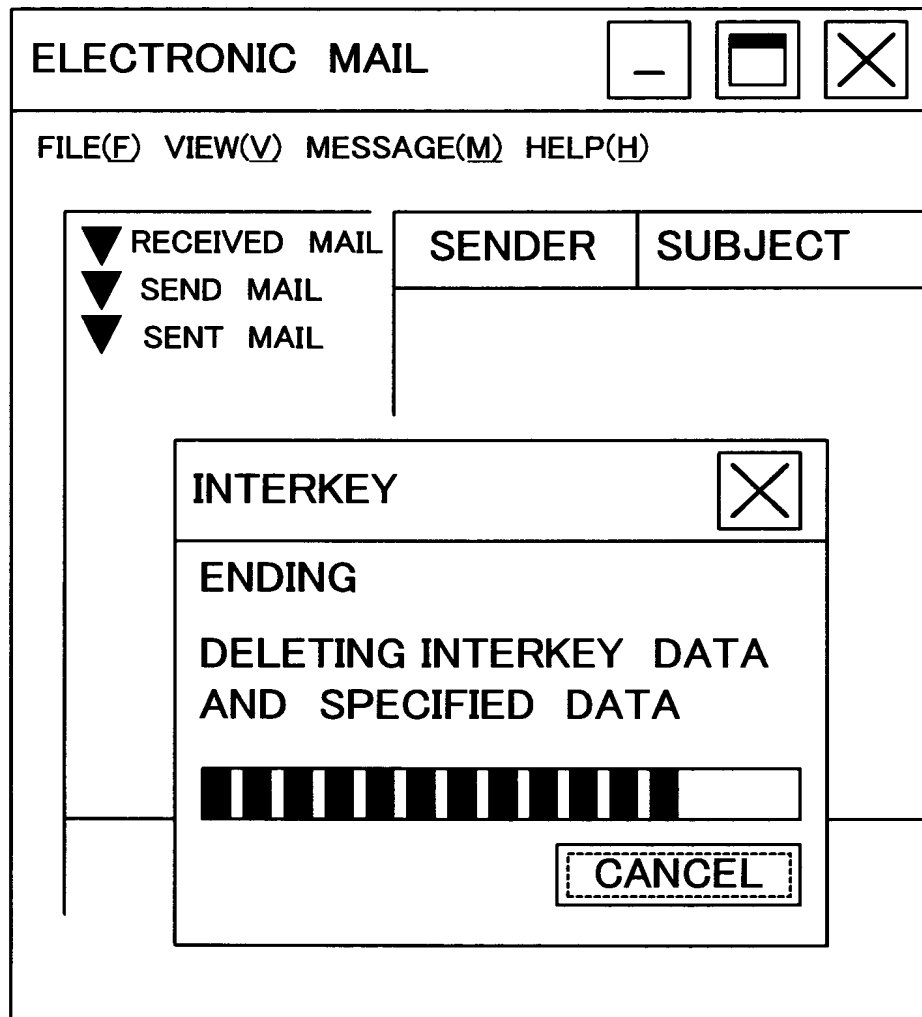 ELECTRONIC MAIL
FILE(F) VIEW(V) MESSAGE(M) HELP(H)
RECEIVED MAIL
SEND MAIL
SENT MAIL
SENDER SUBJECT
INTERKEY
ENDING
DELETING INTERKEY DATA
AND SPECIFIED DATA
CANCEL